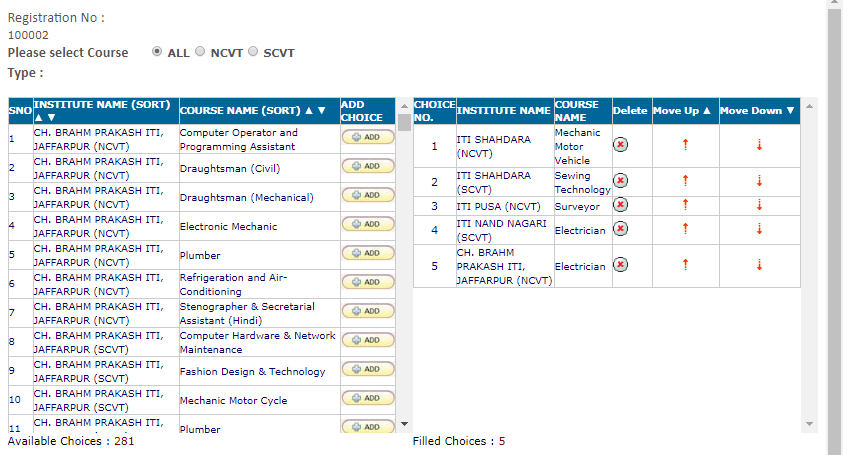 Registration No :
100002
Please select Course Type : ALL NCVT SCVT
SNO INSTITUTE NAME (SORT) ▲ ▼ COURSE NAME (SORT) ▲ ▼ ADD CHOICE
1 CH. BRAHM PRAKASH ITI, JAFFARPUR (NCVT) Computer Operator and Programming Assistant ADD
2 CH. BRAHM PRAKASH ITI, JAFFARPUR (NCVT) Draughtsman (Civil) ADD
3 CH. BRAHM PRAKASH ITI, JAFFARPUR (NCVT) Draughtsman (Mechanical) ADD
4 CH. BRAHM PRAKASH ITI, JAFFARPUR (NCVT) Electronic Mechanic ADD
5 CH. BRAHM PRAKASH ITI, JAFFARPUR (NCVT) Plumber ADD
6 CH. BRAHM PRAKASH ITI, JAFFARPUR (NCVT) Refrigeration and Air-Conditioning ADD
7 CH. BRAHM PRAKASH ITI, JAFFARPUR (NCVT) Stenographer & Secretarial Assistant (Hindi) ADD
8 CH. BRAHM PRAKASH ITI, JAFFARPUR (SCVT) Computer Hardware & Network Maintenance ADD
9 CH. BRAHM PRAKASH ITI, JAFFARPUR (SCVT) Fashion Design & Technology ADD
10 CH. BRAHM PRAKASH ITI, JAFFARPUR (SCVT) Mechanic Motor Cycle ADD
11 CH. BRAHM PRAKASH ITI, JAFFARPUR (SCVT) Plumber ADD
Available Choices : 281
CHOICE NO. INSTITUTE NAME COURSE NAME Delete Move Up ▲ Move Down ▼
1 ITI SHAHDARA (NCVT) Mechanic Motor Vehicle
2 ITI SHAHDARA (SCVT) Sewing Technology
3 ITI PUSA (NCVT) Surveyor
4 ITI NAND NAGARI (SCVT) Electrician
5 CH. BRAHM PRAKASH ITI, JAFFARPUR (NCVT) Electrician
Filled Choices : 5